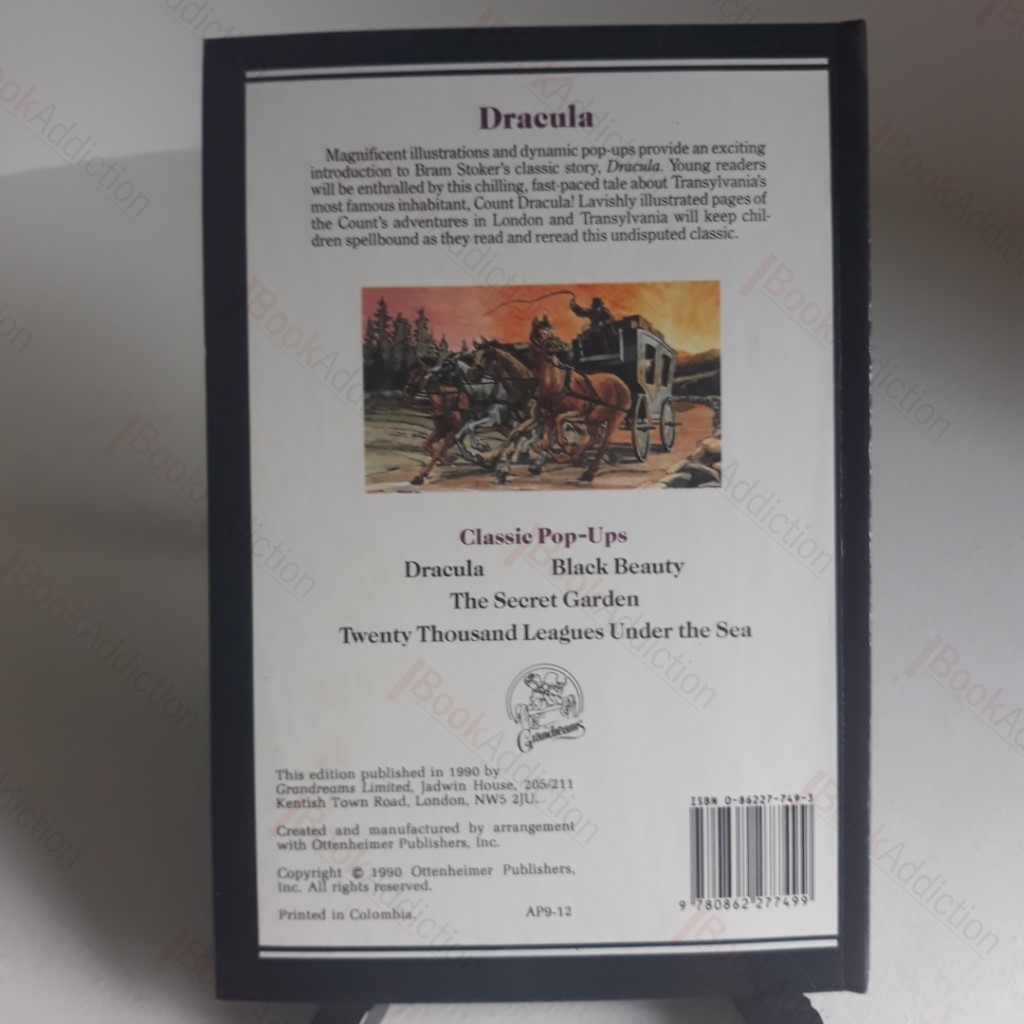 Dracula
Magnificent illustrations and dynamic pop-ups provide an exciting
introduction to Bram Stoker's classic story, Dracula. Young readers
will be enthralled by this chilling, fast-paced tale about Transylvania's
most famous inhabitant, Count Dracula! Lavishly illustrated pages of
the Count's adventures in London and Transylvania will keep chil-
dren spellbound as they read and reread this undisputed classic.
Classic Pop-Ups
Dracula Black Beauty
The Secret Garden
Twenty Thousand Leagues Under the Sea
Grandreams
This edition published in 1990 by
Grandreams Limited, Jadwin House, 205/211
Kentish Town Road, London, NW5 2JU.
Created and manufactured by arrangement
with Ottenheimer Publishers, Inc.
Copyright © 1990 Ottenheimer Publishers,
Inc. All rights reserved.
Printed in Colombia. AP9-12
ISBN 0-86227-749-3
9 780862 277499
BookAddiction